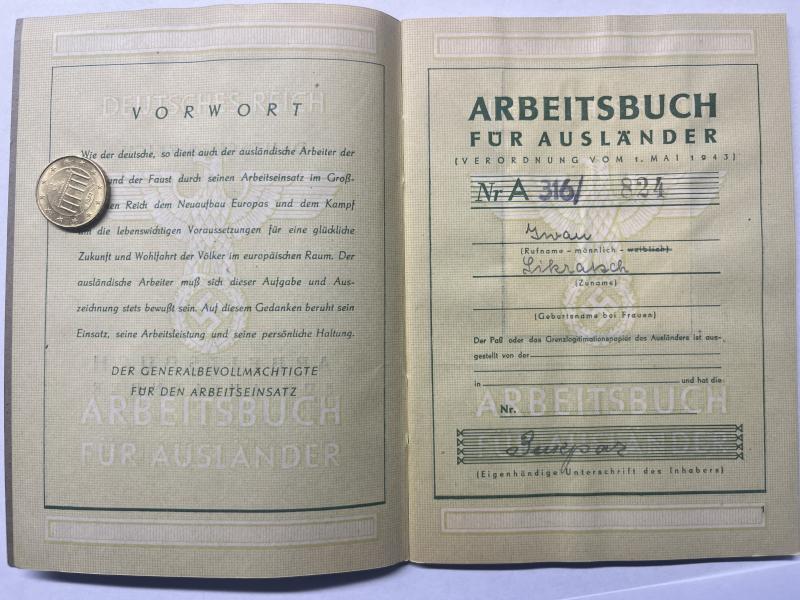 DEUTSCHES REICH
VORWORT
Wie der deutsche, so dient auch der ausländische Arbeiter der
und der Faust durch seinen Arbeitseinsatz im Groß-
en Reich dem Neuaufbau Europas und dem Kampf
um die lebenswichtigen Voraussetzungen für eine glückliche
Zukunft und Wohlfahrt der Völker im europäischen Raum. Der
ausländische Arbeiter muß sich dieser Aufgabe und Aus-
zeichnung stets bewußt sein. Auf diesem Gedanken beruht sein
Einsatz, seine Arbeitsleistung und seine persönliche Haltung.
DER GENERALBEVOLLMÄCHTIGTE
FÜR DEN ARBEITSEINSATZ
ARBEITSBUCH
FÜR AUSLÄNDER
ARBEITSBUCH
FÜR AUSLÄNDER
(VERORDNUNG VOM 1. MAI 1943)
Nr A 316/ 824
Iwan
(Rufname – männlich – weiblich)
Sikratsch
(Zuname)
(Geburtsname bei Frauen)
Der Paß oder das Grenzlegitimationspapier des Ausländers ist aus-
gestellt von der
in und hat die
Nr.
ARBEITSBUCH
FÜR AUSLÄNDER
(Eigenhändige Unterschrift des Inhabers)
1